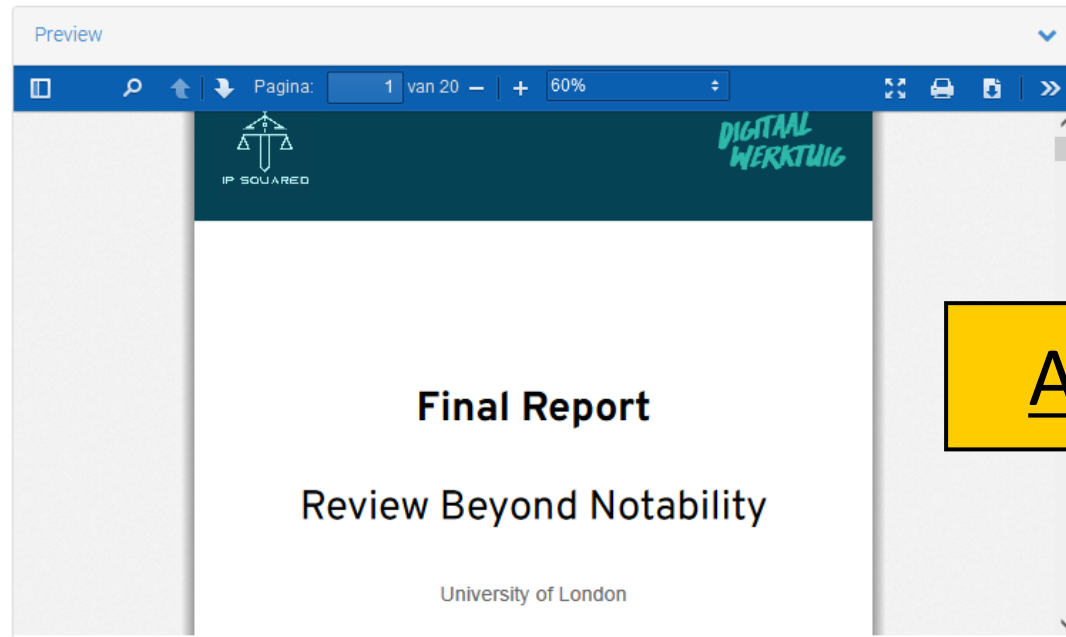 Preview
Pagina: 1 van 20 60%
IP SQUARED
DIGITAAL
WERKTUIG
Final Report
A
Review Beyond Notability
University of London